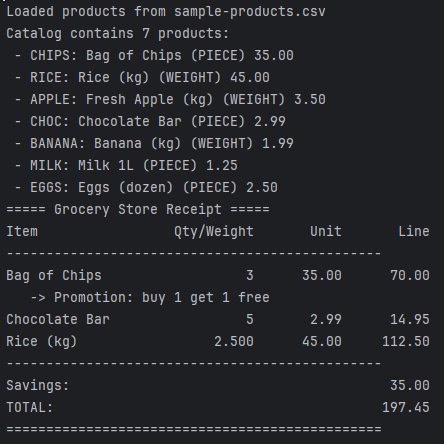 Loaded products from sample-products.csv
Catalog contains 7 products:
 - CHIPS: Bag of Chips (PIECE) 35.00
 - RICE: Rice (kg) (WEIGHT) 45.00
 - APPLE: Fresh Apple (kg) (WEIGHT) 3.50
 - CHOC: Chocolate Bar (PIECE) 2.99
 - BANANA: Banana (kg) (WEIGHT) 1.99
 - MILK: Milk 1L (PIECE) 1.25
 - EGGS: Eggs (dozen) (PIECE) 2.50
===== Grocery Store Receipt =====
Item                 Qty/Weight       Unit       Line
-----------------------------------------------
Bag of Chips                  3      35.00      70.00
   -> Promotion: buy 1 get 1 free
Chocolate Bar                 5       2.99      14.95
Rice (kg)                 2.500      45.00     112.50
-----------------------------------------------
Savings:                                        35.00
TOTAL:                                         197.45
===============================================